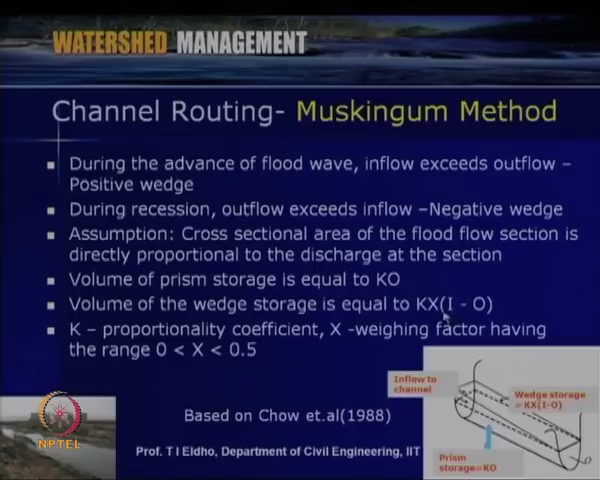 WATERSHED MANAGEMENT
Channel Routing- Muskingum Method
During the advance of flood wave, inflow exceeds outflow –
Positive wedge
During recession, outflow exceeds inflow –Negative wedge
Assumption: Cross sectional area of the flood flow section is
directly proportional to the discharge at the section
Volume of prism storage is equal to KO
Volume of the wedge storage is equal to KX(I - O)
K – proportionality coefficient, X -weighing factor having
the range 0 < X < 0.5
Inflow to
channel
Wedge storage
= KX(I-O)
Based on Chow et.al(1988)
NPTEL
Prof. T I Eldho, Department of Civil Engineering, IIT
Prism
storage=KO